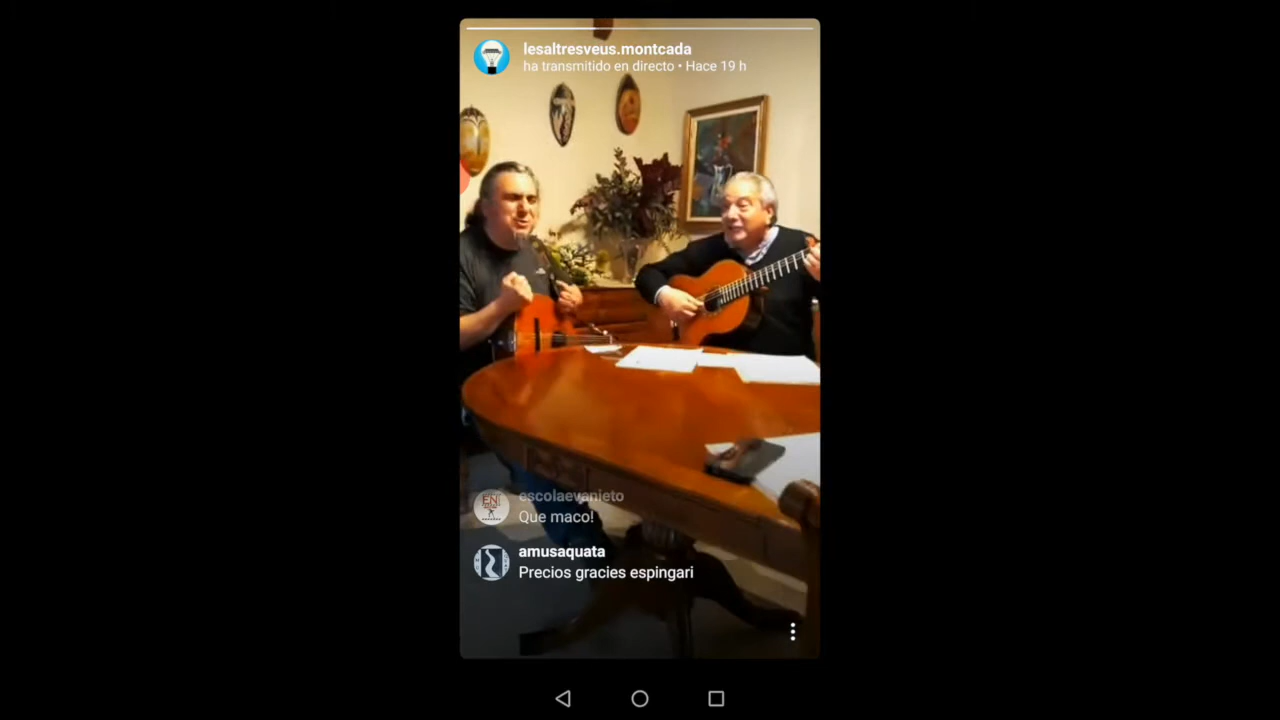 lesaltresveus.montcada
ha transmitido en directo • Hace 19 h
escolaevanieto
Que maco!
amusaquata
Precios gracies espingari